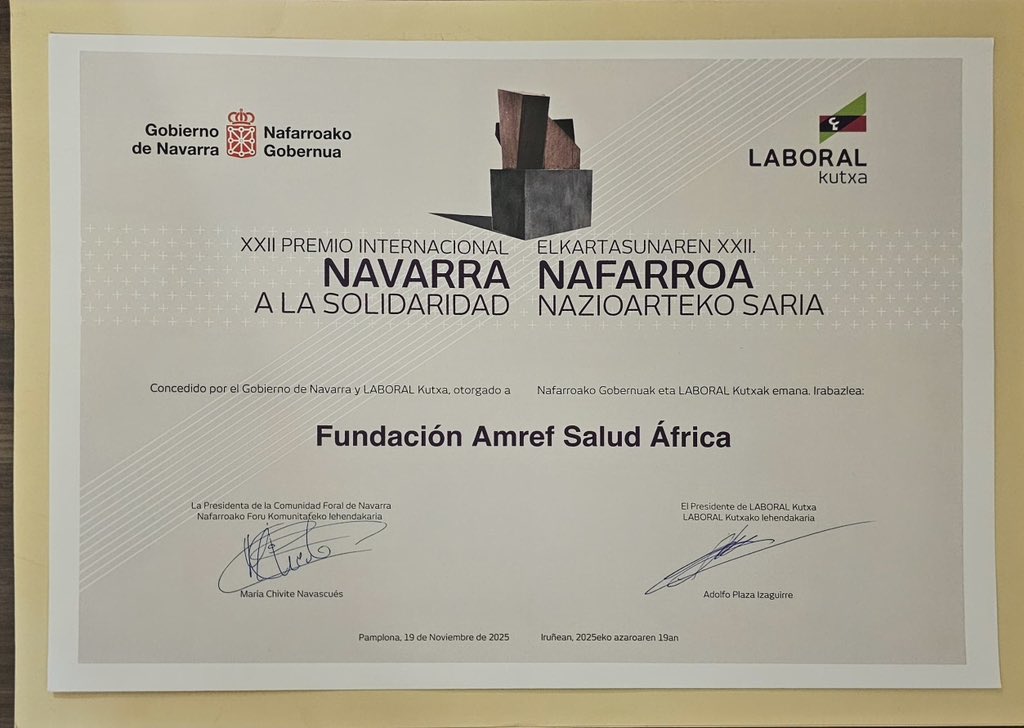 Gobierno
de Navarra
Nafarroako
Gobernua
LABORAL
kutxa
XXII PREMIO INTERNACIONAL
NAVARRA
A LA SOLIDARIDAD
ELKARTASUNAREN XXII.
NAFARROA
NAZIOARTEKO SARIA
Concedido por el Gobierno de Navarra y LABORAL Kutxa, otorgado a
Nafarroako Gobernuak eta LABORAL Kutxak emana. Irabazlea:
Fundación Amref Salud África
La Presidenta de la Comunidad Foral de Navarra
Nafarroako Foru Komunitateko lehendakaria
María Chivite Navascués
El Presidente de LABORAL Kutxa
LABORAL Kutxako lehendakaria
Adolfo Plaza Izaguirre
Pamplona, 19 de Noviembre de 2025
Iruñean, 2025eko azaroaren 19an